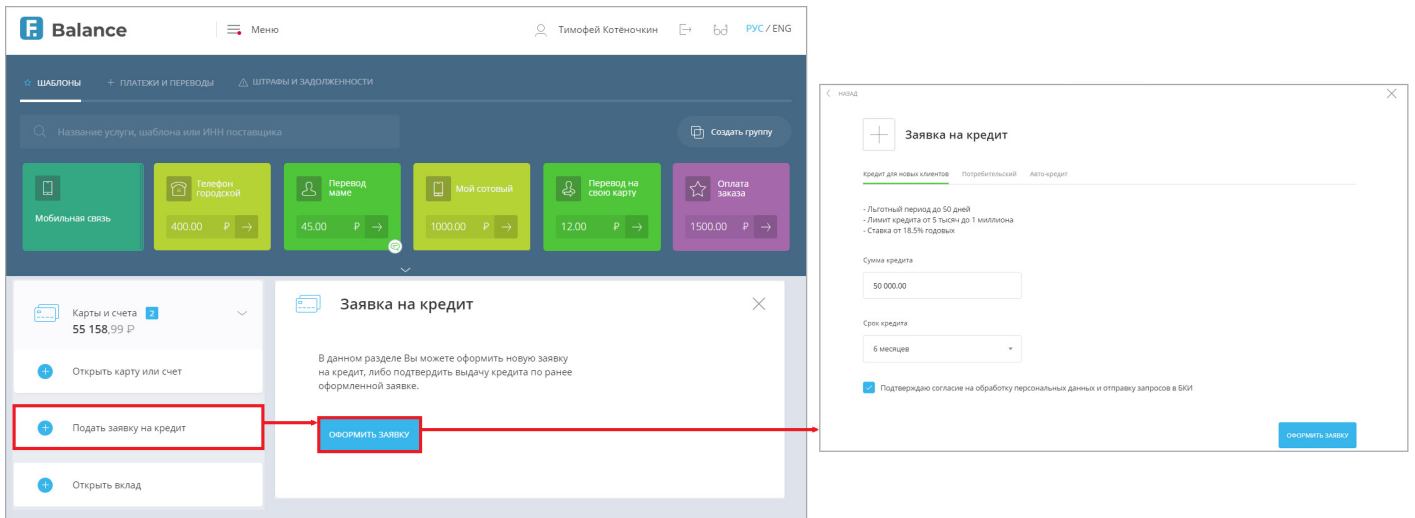 F. Balance
Меню
Тимофей Котёночкин
РУС / ENG
ШАБЛОНЫ
ПЛАТЕЖИ И ПЕРЕВОДЫ
ШТРАФЫ И ЗАДОЛЖЕННОСТИ
Название услуги, шаблона или ИНН поставщика
Создать группу
Мобильная связь
Телефон
городской
400.00 ₽
Перевод
маме
45.00 ₽
Мой сотовый
1000.00 ₽
Перевод на
свою карту
12.00 ₽
Оплата
заказа
1500.00 ₽
Карты и счета 2
55 158,99 ₽
Открыть карту или счет
Подать заявку на кредит
Открыть вклад
Заявка на кредит
В данном разделе Вы можете оформить новую заявку
на кредит, либо подтвердить выдачу кредита по ранее
оформленной заявке.
ОФОРМИТЬ ЗАЯВКУ
НАЗАД
Заявка на кредит
Кредит для новых клиентов
Потребительский
Авто-кредит
- Льготный период до 50 дней
- Лимит кредита от 5 тысяч до 1 миллиона
- Ставка от 18.5% годовых
Сумма кредита
50 000.00
Срок кредита
6 месяцев
Подтверждаю согласие на обработку персональных данных и отправку запросов в БКИ
ОФОРМИТЬ ЗАЯВКУ